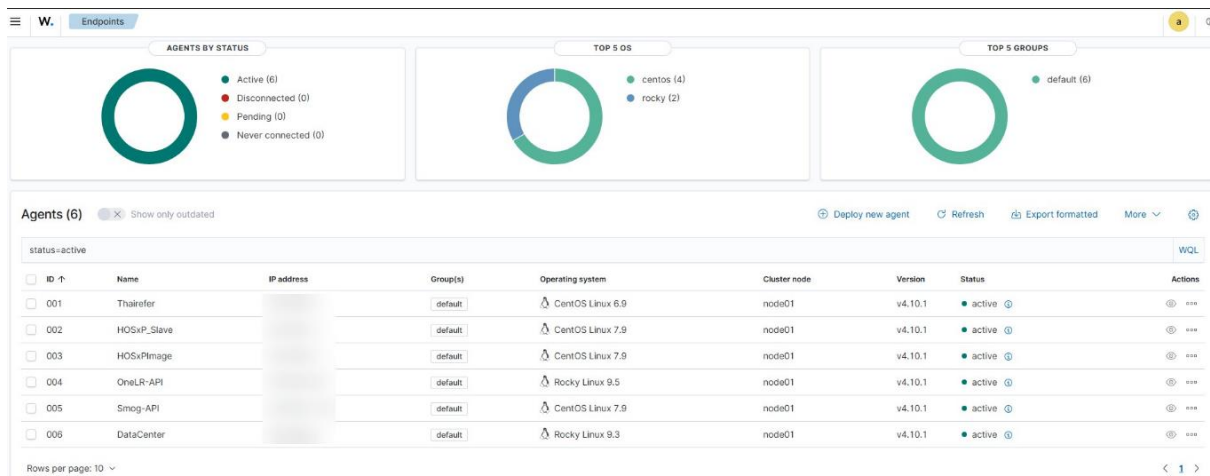 W. Endpoints a
AGENTS BY STATUS
Active (6)
Disconnected (0)
Pending (0)
Never connected (0)
TOP 5 OS
centos (4)
rocky (2)
TOP 5 GROUPS
default (6)
Agents (6) Show only outdated Deploy new agent Refresh Export formatted More
status=active WQL
ID Name IP address Group(s) Operating system Cluster node Version Status Actions
001 Thairefer default CentOS Linux 6.9 node01 v4.10.1 active
002 HOSxP_Slave default CentOS Linux 7.9 node01 v4.10.1 active
003 HOSxPImage default CentOS Linux 7.9 node01 v4.10.1 active
004 OneLR-API default Rocky Linux 9.5 node01 v4.10.1 active
005 Smog-API default CentOS Linux 7.9 node01 v4.10.1 active
006 DataCenter default Rocky Linux 9.3 node01 v4.10.1 active
Rows per page: 10 < 1 >